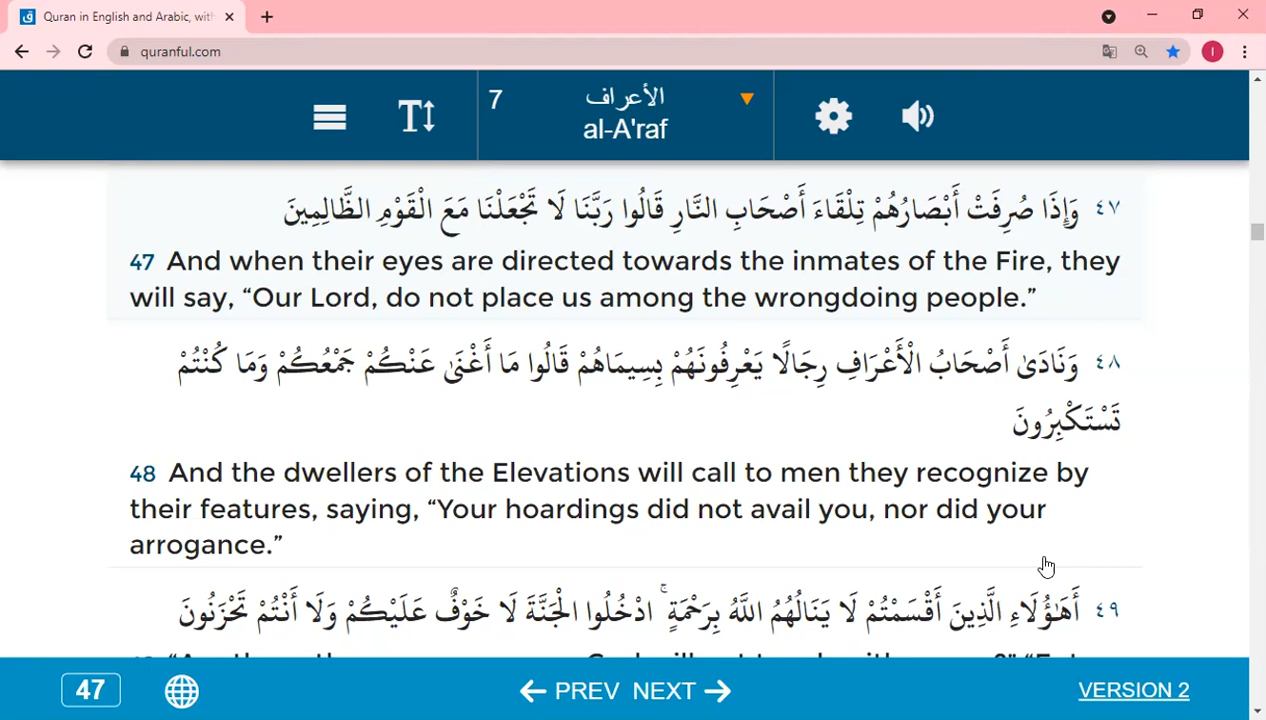 Quran in English and Arabic, with
quranful.com
I
7
الأعراف
al-A'raf
٤٧ وَإِذَا صُرِفَتْ أَبْصَارُهُمْ تِلْقَاءَ أَصْحَابِ النَّارِ قَالُوا رَبَّنَا لَا تَجْعَلْنَا مَعَ الْقَوْمِ الظَّالِمِينَ
47 And when their eyes are directed towards the inmates of the Fire, they
will say, “Our Lord, do not place us among the wrongdoing people.”
٤٨ وَنَادَىٰ أَصْحَابُ الْأَعْرَافِ رِجَالًا يَعْرِفُونَهُمْ بِسِيمَاهُمْ قَالُوا مَا أَغْنَىٰ عَنْكُمْ جَمْعُكُمْ وَمَا كُنْتُمْ
تَسْتَكْبِرُونَ
48 And the dwellers of the Elevations will call to men they recognize by
their features, saying, “Your hoardings did not avail you, nor did your
arrogance.”
٤٩ أَهَـٰؤُلَاءِ الَّذِينَ أَقْسَمْتُمْ لَا يَنَالُهُمُ اللَّهُ بِرَحْمَةٍ ۚ ادْخُلُوا الْجَنَّةَ لَا خَوْفٌ عَلَيْكُمْ وَلَا أَنْتُمْ تَحْزَنُونَ
47
PREV NEXT
VERSION 2